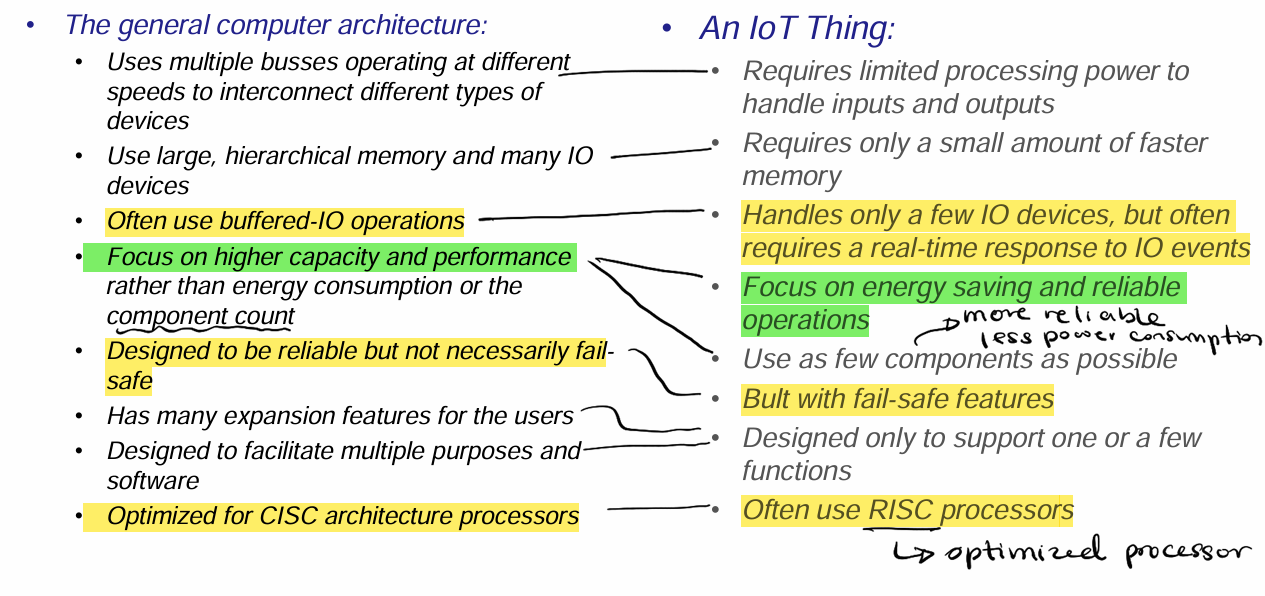 • The general computer architecture:
• Uses multiple busses operating at different
speeds to interconnect different types of
devices
• Use large, hierarchical memory and many IO
devices
• Often use buffered-IO operations
• Focus on higher capacity and performance
rather than energy consumption or the
component count
• Designed to be reliable but not necessarily fail-
safe
• Has many expansion features for the users
• Designed to facilitate multiple purposes and
software
• Optimized for CISC architecture processors
• An IoT Thing:
• Requires limited processing power to
handle inputs and outputs
• Requires only a small amount of faster
memory
• Handles only a few IO devices, but often
requires a real-time response to IO events
• Focus on energy saving and reliable
operations
more reliable
less power consumption
• Use as few components as possible
• Bult with fail-safe features
• Designed only to support one or a few
functions
• Often use RISC processors
optimized processor